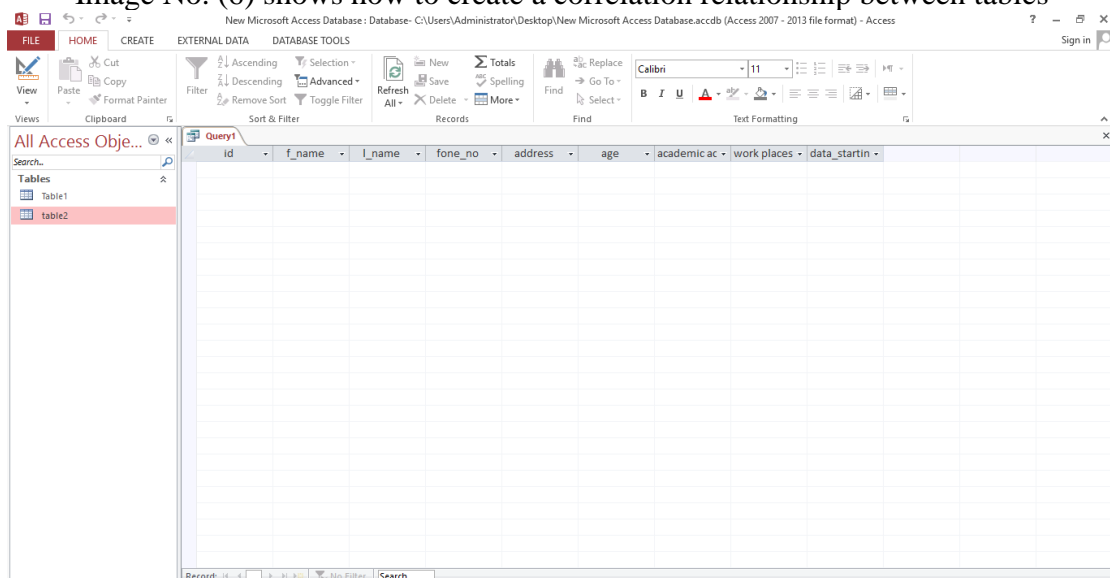 Image No. (6) shows how to create a correlation relationship between tables
New Microsoft Access Database : Database- C:\Users\Administrator\Desktop\New Microsoft Access Database.accdb (Access 2007 - 2013 file format) - Access
FILE HOME CREATE EXTERNAL DATA DATABASE TOOLS Sign in
View Paste Cut Copy Format Painter
Filter Ascending Descending Remove Sort Selection Advanced Toggle Filter
Refresh All New Save Delete Totals Spelling More
Find Replace Go To Select
Calibri 11
B I U A
Views Clipboard Sort & Filter Records Find Text Formatting
All Access Obje... «
Search...
Tables
Table1
table2
Query1
id f_name l_name fone_no address age academic ac work places data_startin
Record: No Filter Search